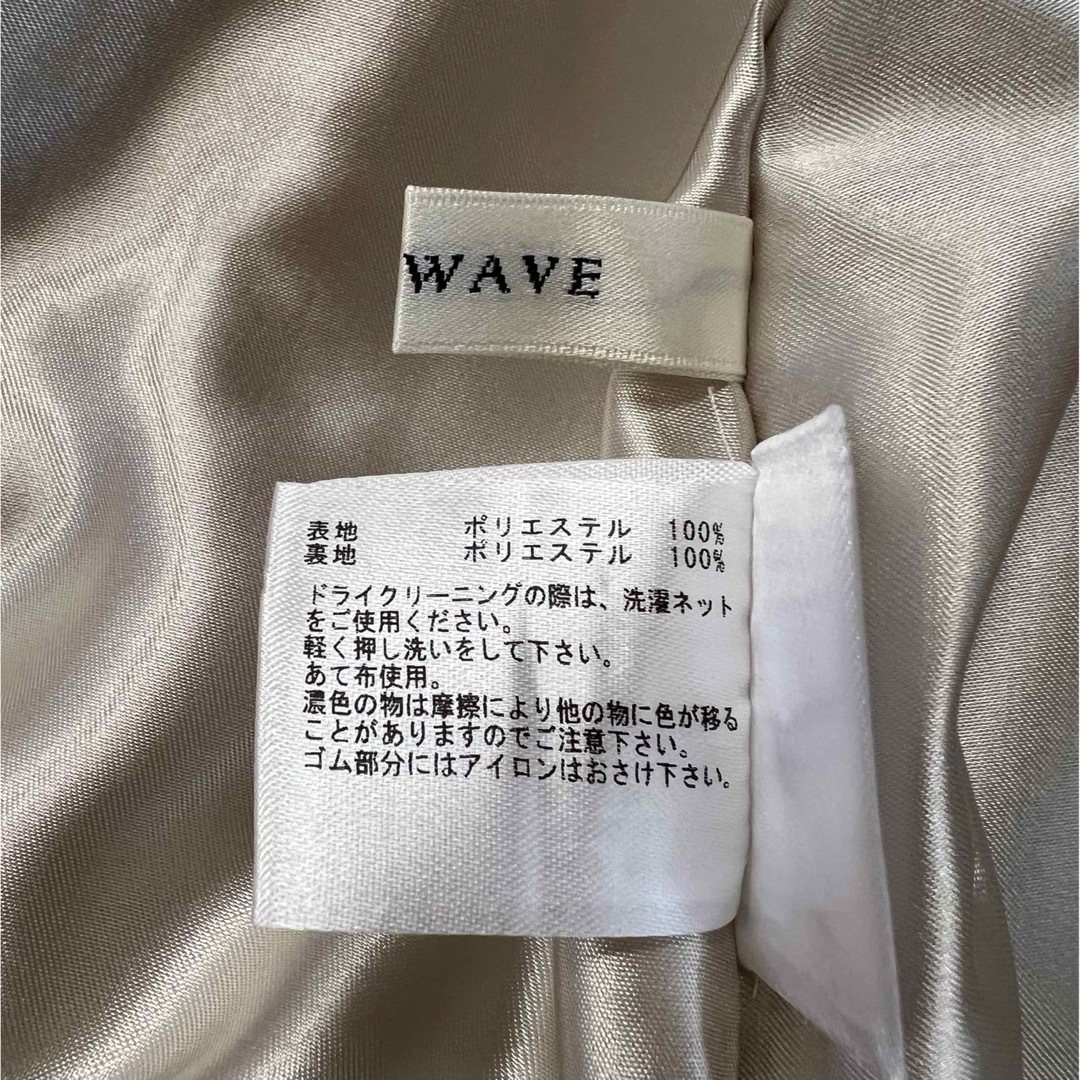 WAVE
表地 ポリエステル 100%
裏地 ポリエステル 100%
ドライクリーニングの際は、洗濯ネット
をご使用ください。
軽く押し洗いをして下さい。
あて布使用。
濃色の物は摩擦により他の物に色が移る
ことがありますのでご注意下さい。
ゴム部分にはアイロンはおさけ下さい。